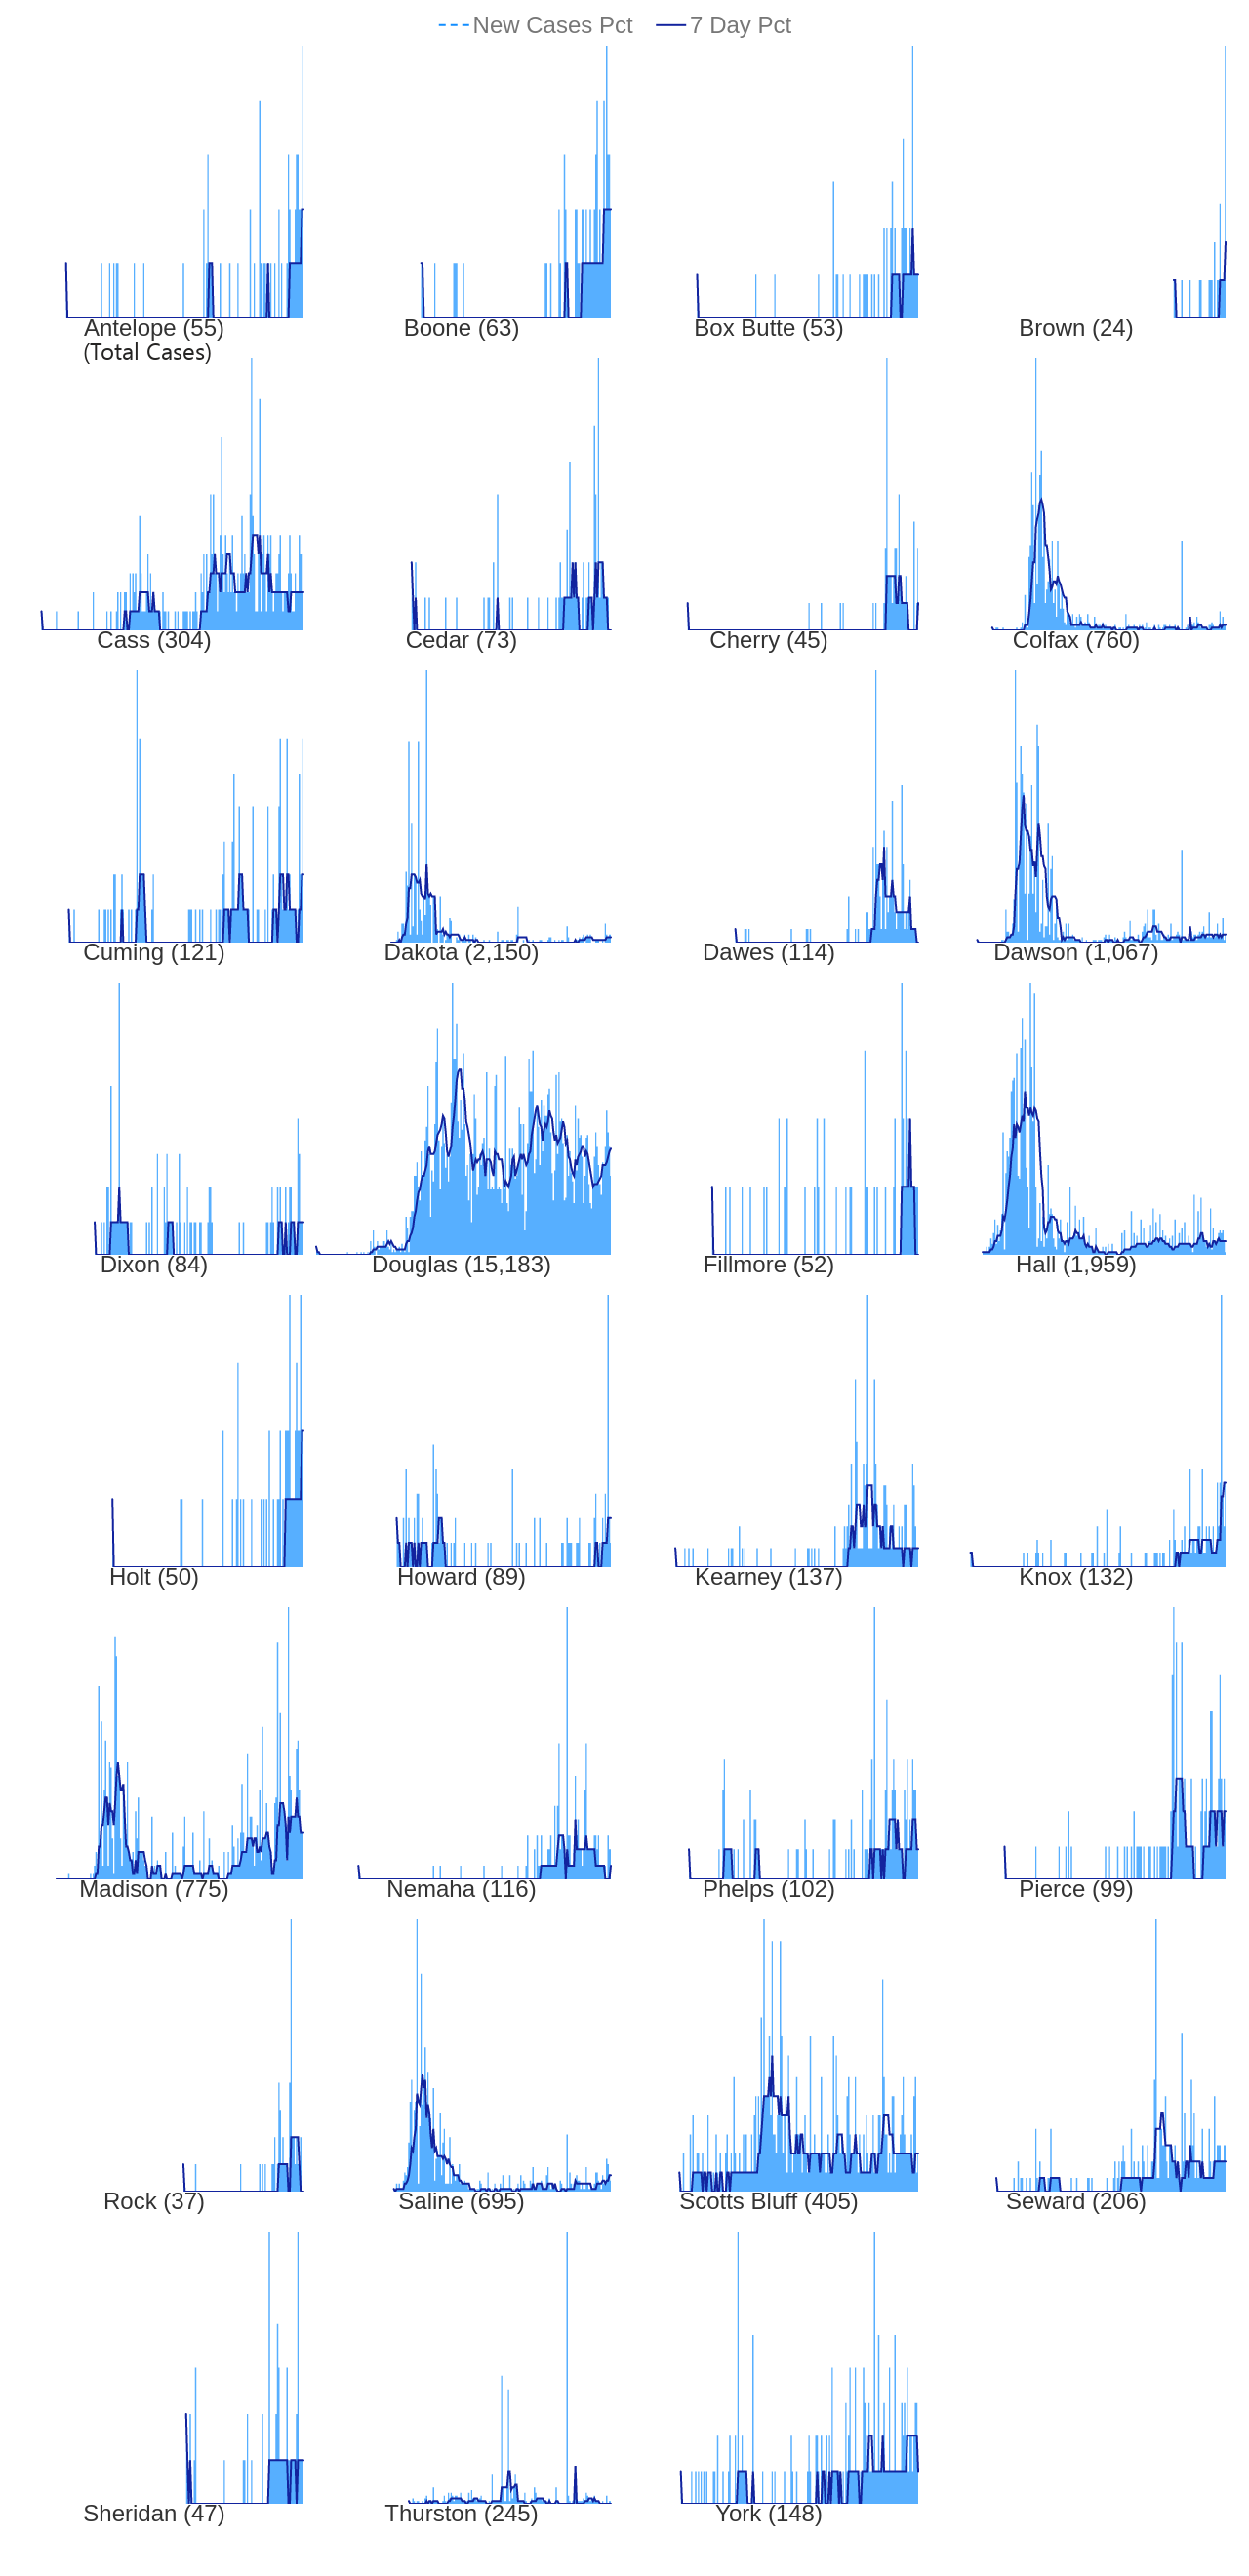 New Cases Pct 7 Day Pct
Antelope (55) Boone (63) Box Butte (53) Brown (24)
(Total Cases)
Cass (304) Cedar (73) Cherry (45) Colfax (760)
Cuming (121) Dakota (2,150) Dawes (114) Dawson (1,067)
Dixon (84) Douglas (15,183) Fillmore (52) Hall (1,959)
Holt (50) Howard (89) Kearney (137) Knox (132)
Madison (775) Nemaha (116) Phelps (102) Pierce (99)
Rock (37) Saline (695) Scotts Bluff (405) Seward (206)
Sheridan (47) Thurston (245) York (148)